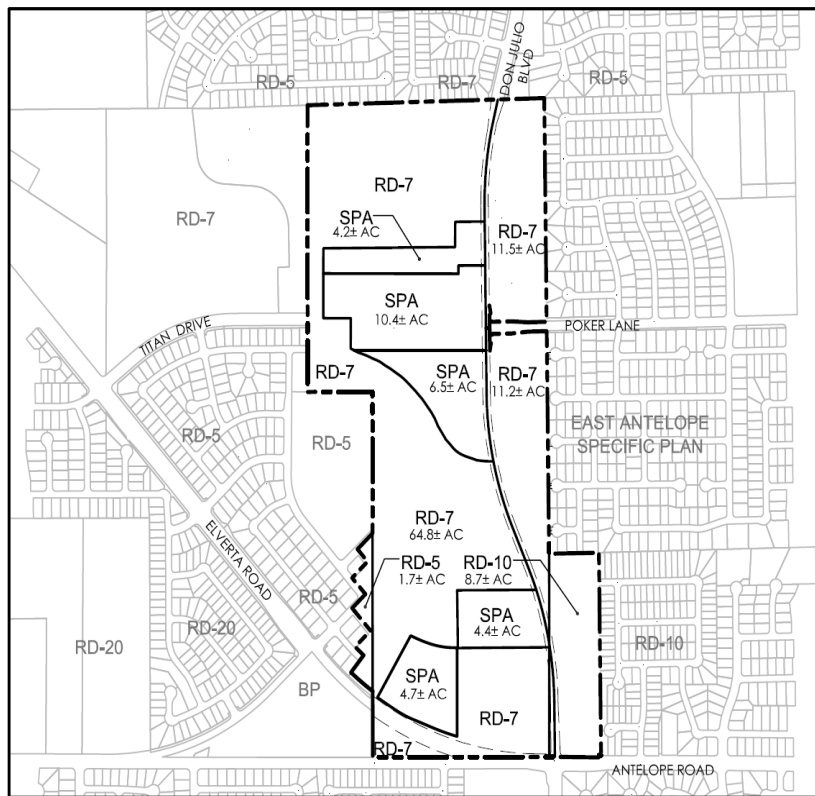 DON JULIO
BLVD
RD-5
RD-7
RD-5
RD-7
RD-7
SPA
4.2± AC
RD-7
11.5± AC
SPA
10.4± AC
TITAN DRIVE
POKER LANE
RD-7
SPA
6.5± AC
RD-7
11.2± AC
RD-5
RD-5
EAST ANTELOPE
SPECIFIC PLAN
ELVERTA ROAD
RD-7
64.8± AC
RD-5
1.7± AC
RD-10
8.7± AC
RD-5
RD-20
RD-20
SPA
4.4± AC
RD-10
SPA
4.7± AC
BP
RD-7
RD-7
ANTELOPE ROAD